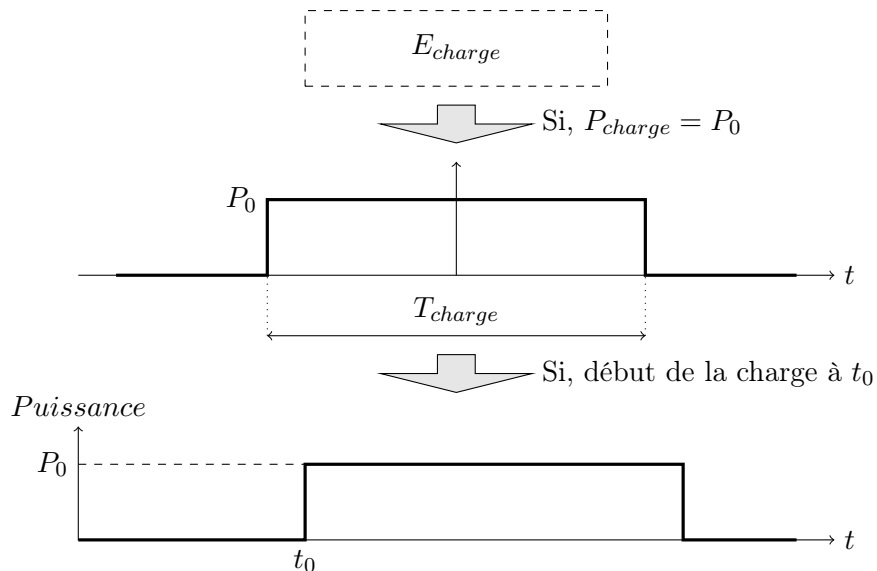 E_charge
Si, P_charge = P_0
P_0
t
T_charge
Si, début de la charge à t_0
Puissance
P_0
t
t_0